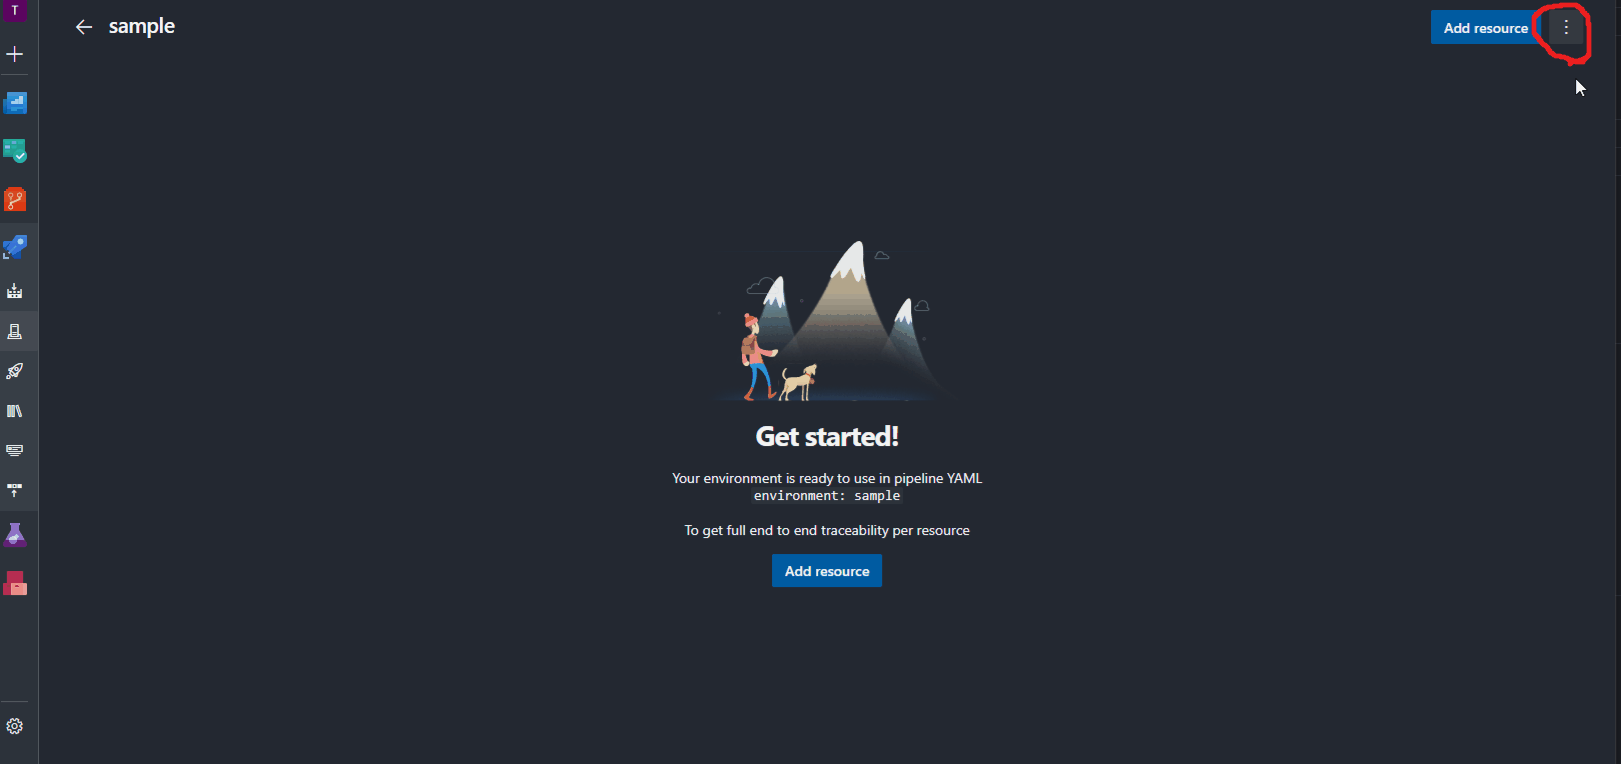 T
sample
Add resource
Get started!
Your environment is ready to use in pipeline YAML
environment: sample
To get full end to end traceability per resource
Add resource